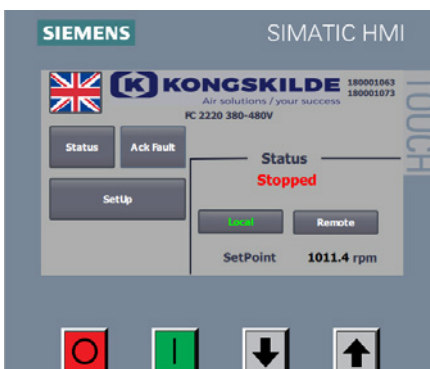 SIEMENS
SIMATIC HMI
TOUCH
K KONGSKILDE
Air solutions / your success
180001063
180001073
FC 2220 380-480V
Status
Ack Fault
SetUp
Status
Stopped
Local
Remote
SetPoint
1011.4 rpm